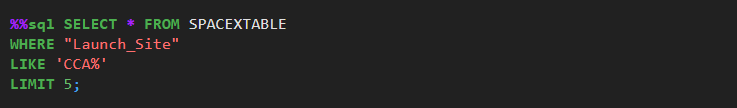 %%sql SELECT * FROM SPACEXTABLE
WHERE "Launch_Site"
LIKE 'CCA%'
LIMIT 5;